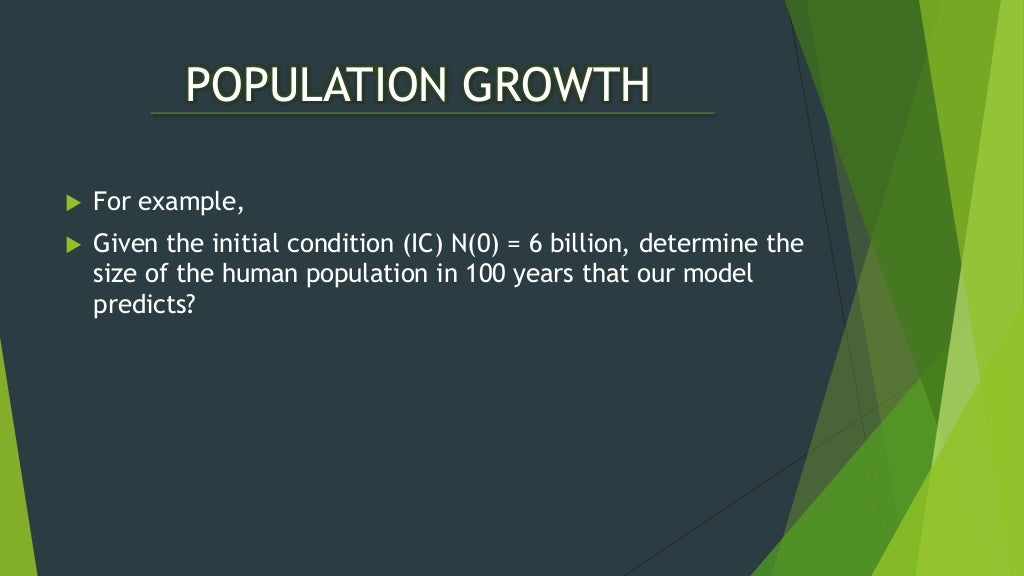 POPULATION GROWTH
For example,
Given the initial condition (IC) N(0) = 6 billion, determine the
size of the human population in 100 years that our model
predicts?